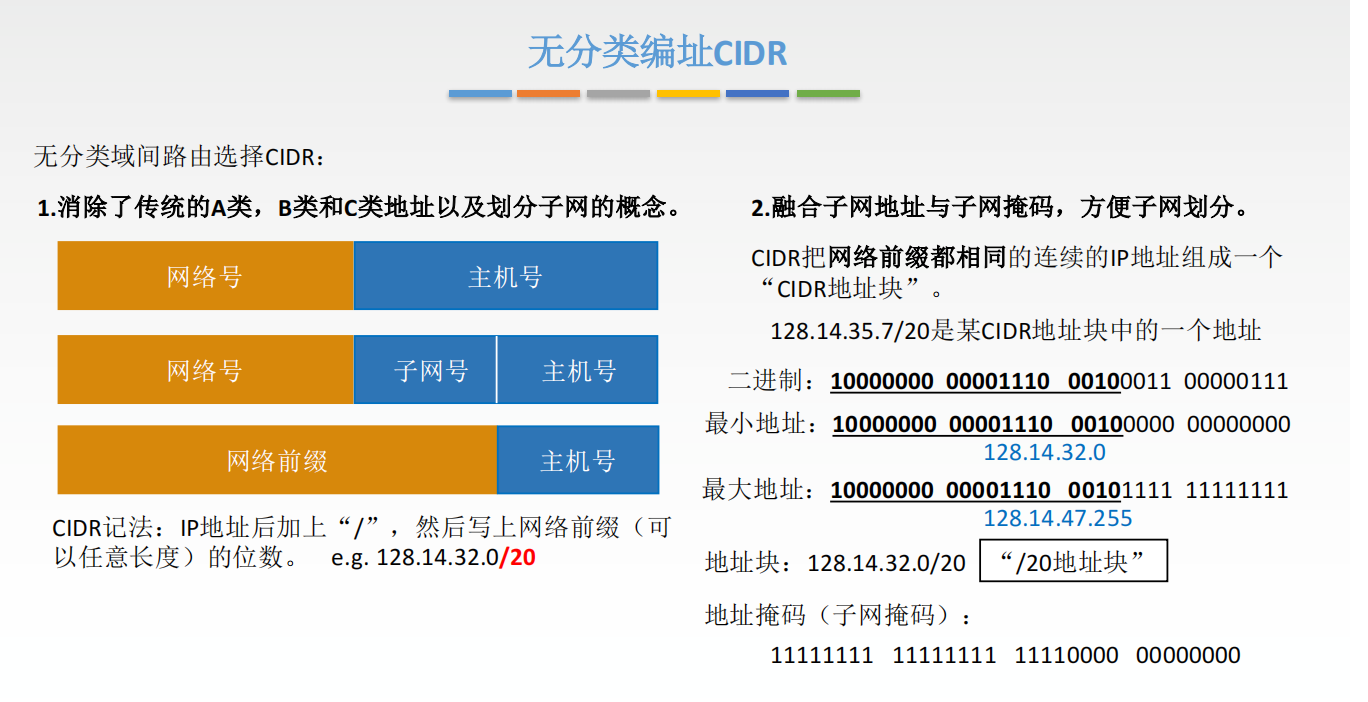 无分类编址CIDR
无分类域间路由选择CIDR：
1.消除了传统的A类，B类和C类地址以及划分子网的概念。
网络号 主机号
网络号 子网号 主机号
网络前缀 主机号
CIDR记法：IP地址后加上“/”，然后写上网络前缀（可
以任意长度）的位数。 e.g. 128.14.32.0/20
2.融合子网地址与子网掩码，方便子网划分。
CIDR把网络前缀都相同的连续的IP地址组成一个
“CIDR地址块”。
128.14.35.7/20是某CIDR地址块中的一个地址
二进制：10000000 00001110 00100011 00000111
最小地址：10000000 00001110 00100000 00000000
128.14.32.0
最大地址：10000000 00001110 00101111 11111111
128.14.47.255
地址块：128.14.32.0/20 “/20地址块”
地址掩码（子网掩码）：
11111111 11111111 11110000 00000000